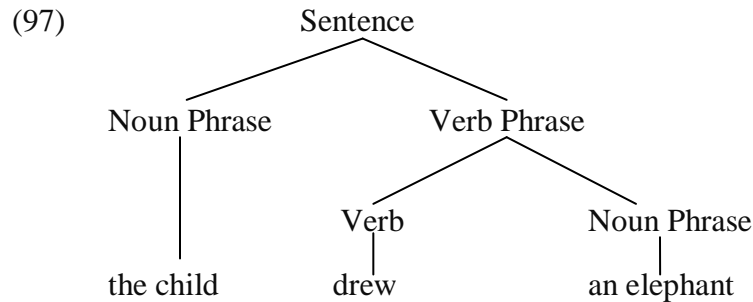 (97) Sentence
Noun Phrase Verb Phrase
Verb Noun Phrase
the child drew an elephant